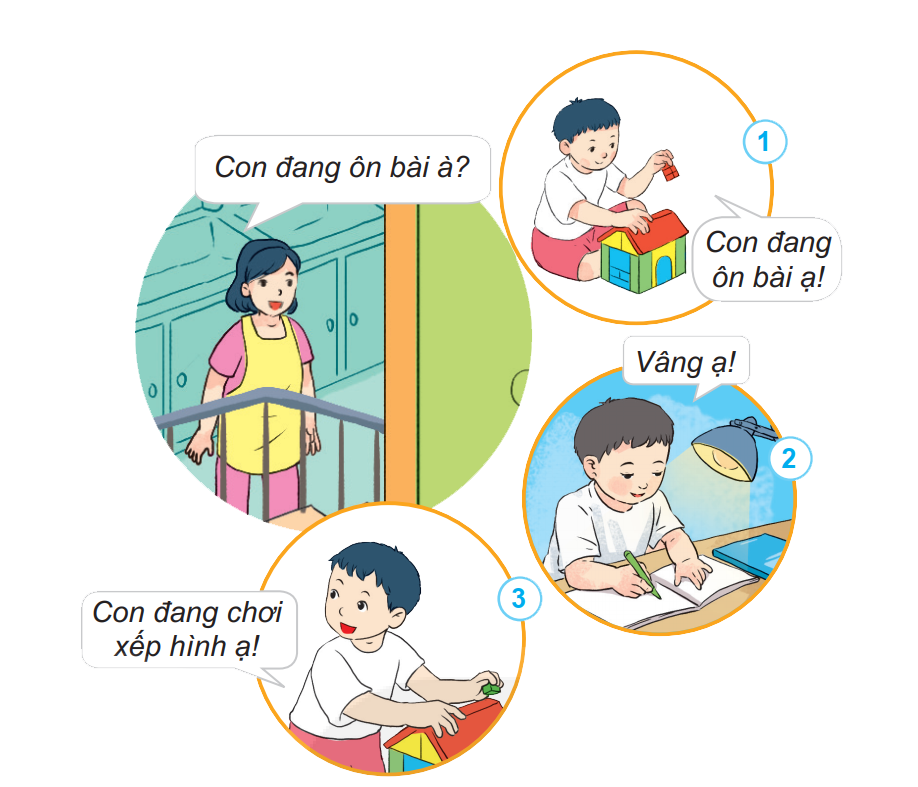 Con đang ôn bài à?
1
Con đang
ôn bài ạ!
Vâng ạ!
2
3
Con đang chơi
xếp hình ạ!